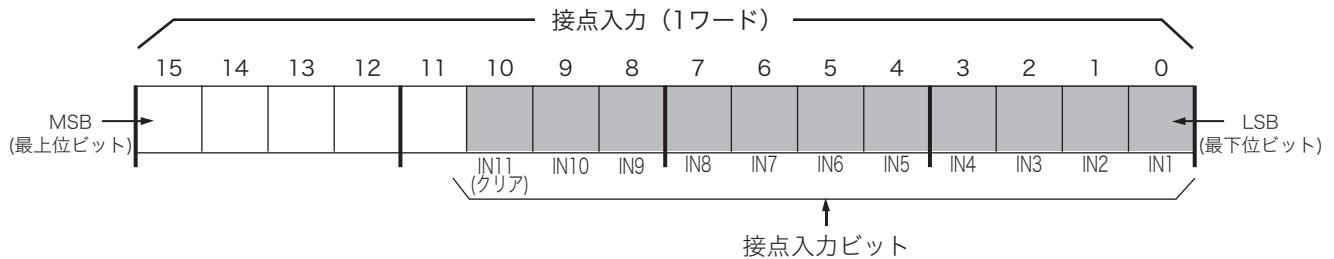 接点入力（1ワード）
15 14 13 12 11 10 9 8 7 6 5 4 3 2 1 0
MSB
(最上位ビット)
LSB
(最下位ビット)
IN11 IN10 IN9 IN8 IN7 IN6 IN5 IN4 IN3 IN2 IN1
(クリア)
接点入力ビット